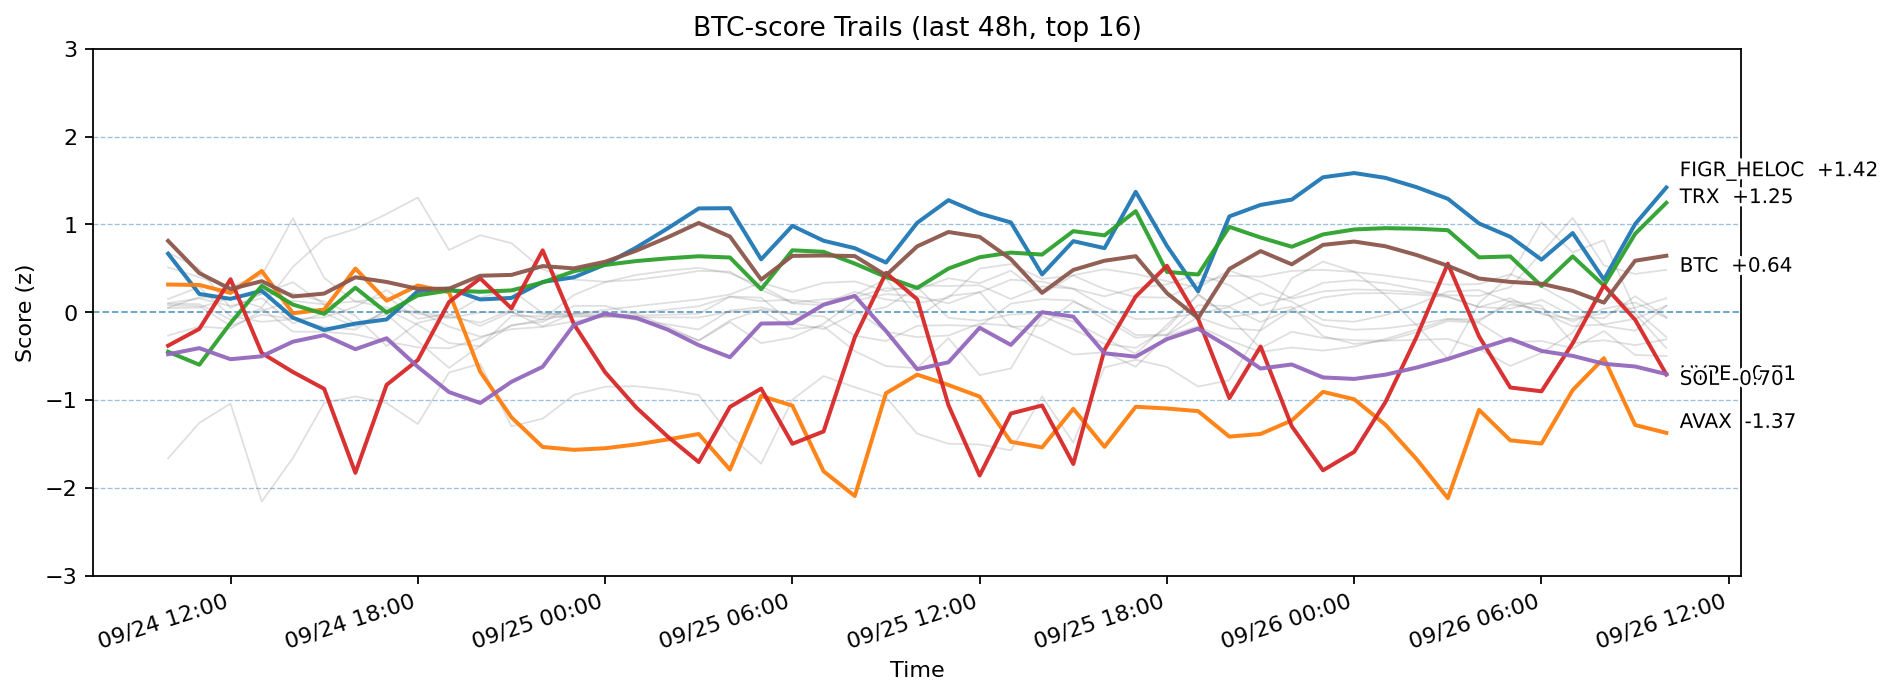 BTC-score Trails (last 48h, top 16)
Score (z)
3
2
1
0
−1
−2
−3
FIGR_HELOC +1.42
TRX +1.25
BTC +0.64
SOL -0.70
AVAX -1.37
09/24 12:00
09/24 18:00
09/25 00:00
09/25 06:00
09/25 12:00
09/25 18:00
09/26 00:00
09/26 06:00
09/26 12:00
Time